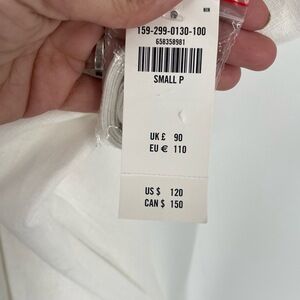 159-299-0130-100
658358981
SMALL P
UK £ 90
EU € 110
US $ 120
CAN $ 150